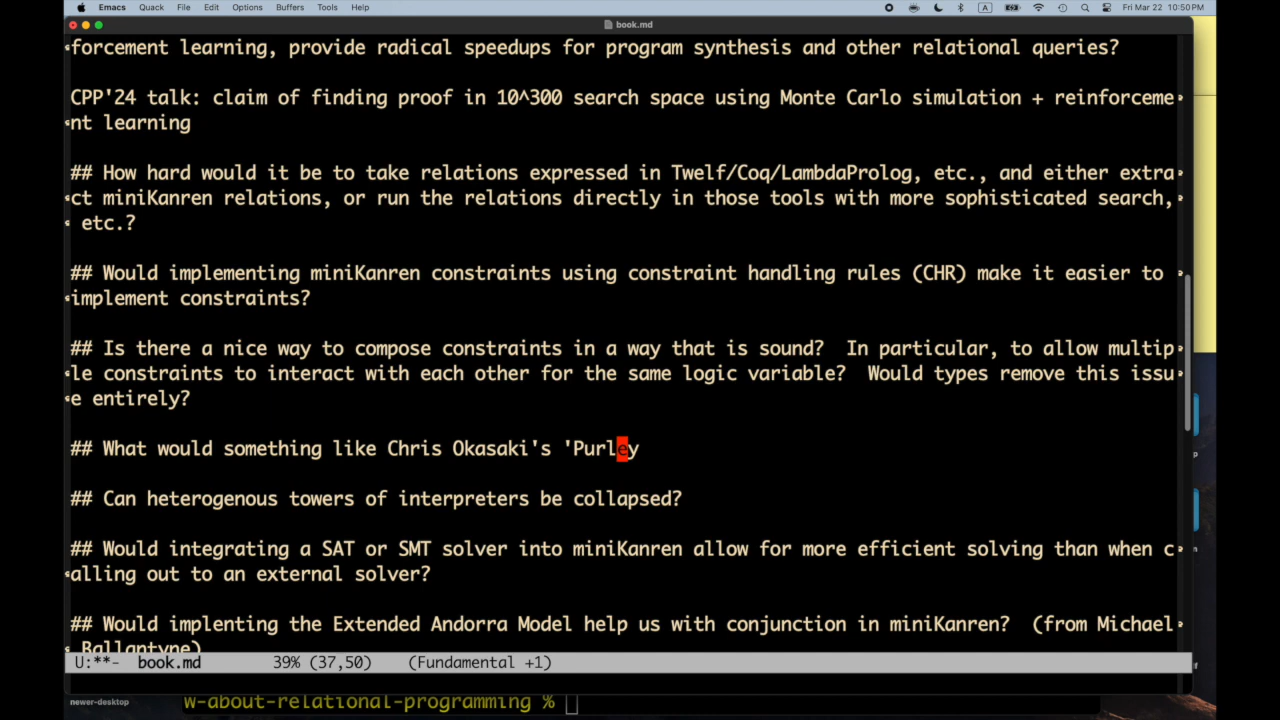 Emacs Quack File Edit Options Buffers Tools Help A Fri Mar 22 10:50 PM
book.md
forcement learning, provide radical speedups for program synthesis and other relational queries?
CPP'24 talk: claim of finding proof in 10^300 search space using Monte Carlo simulation + reinforceme
nt learning
## How hard would it be to take relations expressed in Twelf/Coq/LambdaProlog, etc., and either extra
ct miniKanren relations, or run the relations directly in those tools with more sophisticated search,
etc.?
## Would implementing miniKanren constraints using constraint handling rules (CHR) make it easier to
implement constraints?
## Is there a nice way to compose constraints in a way that is sound?  In particular, to allow multip
le constraints to interact with each other for the same logic variable?  Would types remove this issu
e entirely?
## What would something like Chris Okasaki's 'Purley
## Can heterogenous towers of interpreters be collapsed?
## Would integrating a SAT or SMT solver into miniKanren allow for more efficient solving than when c
alling out to an external solver?
## Would implenting the Extended Andorra Model help us with conjunction in miniKanren?  (from Michael
Ballantyne)
U:**-  book.md       39% (37,50)    (Fundamental +1)
newer-desktop
w-about-relational-programming %